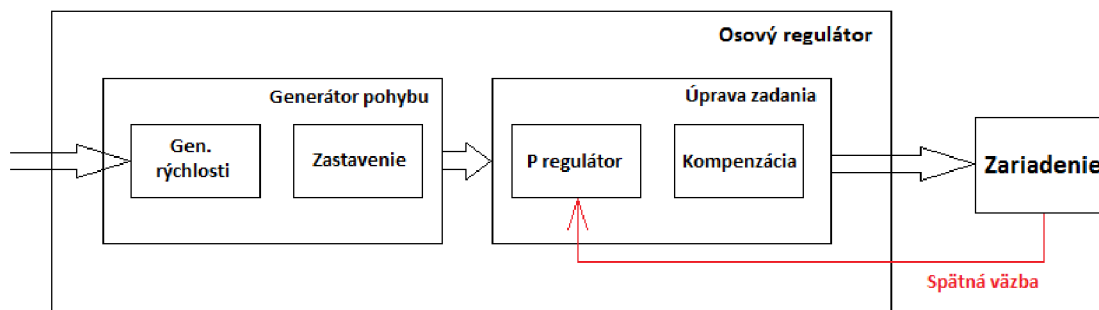 Osový regulátor
Generátor pohybu
Gen.
rýchlosti
Zastavenie
Úprava zadania
P regulátor
Kompenzácia
Zariadenie
Spätná väzba